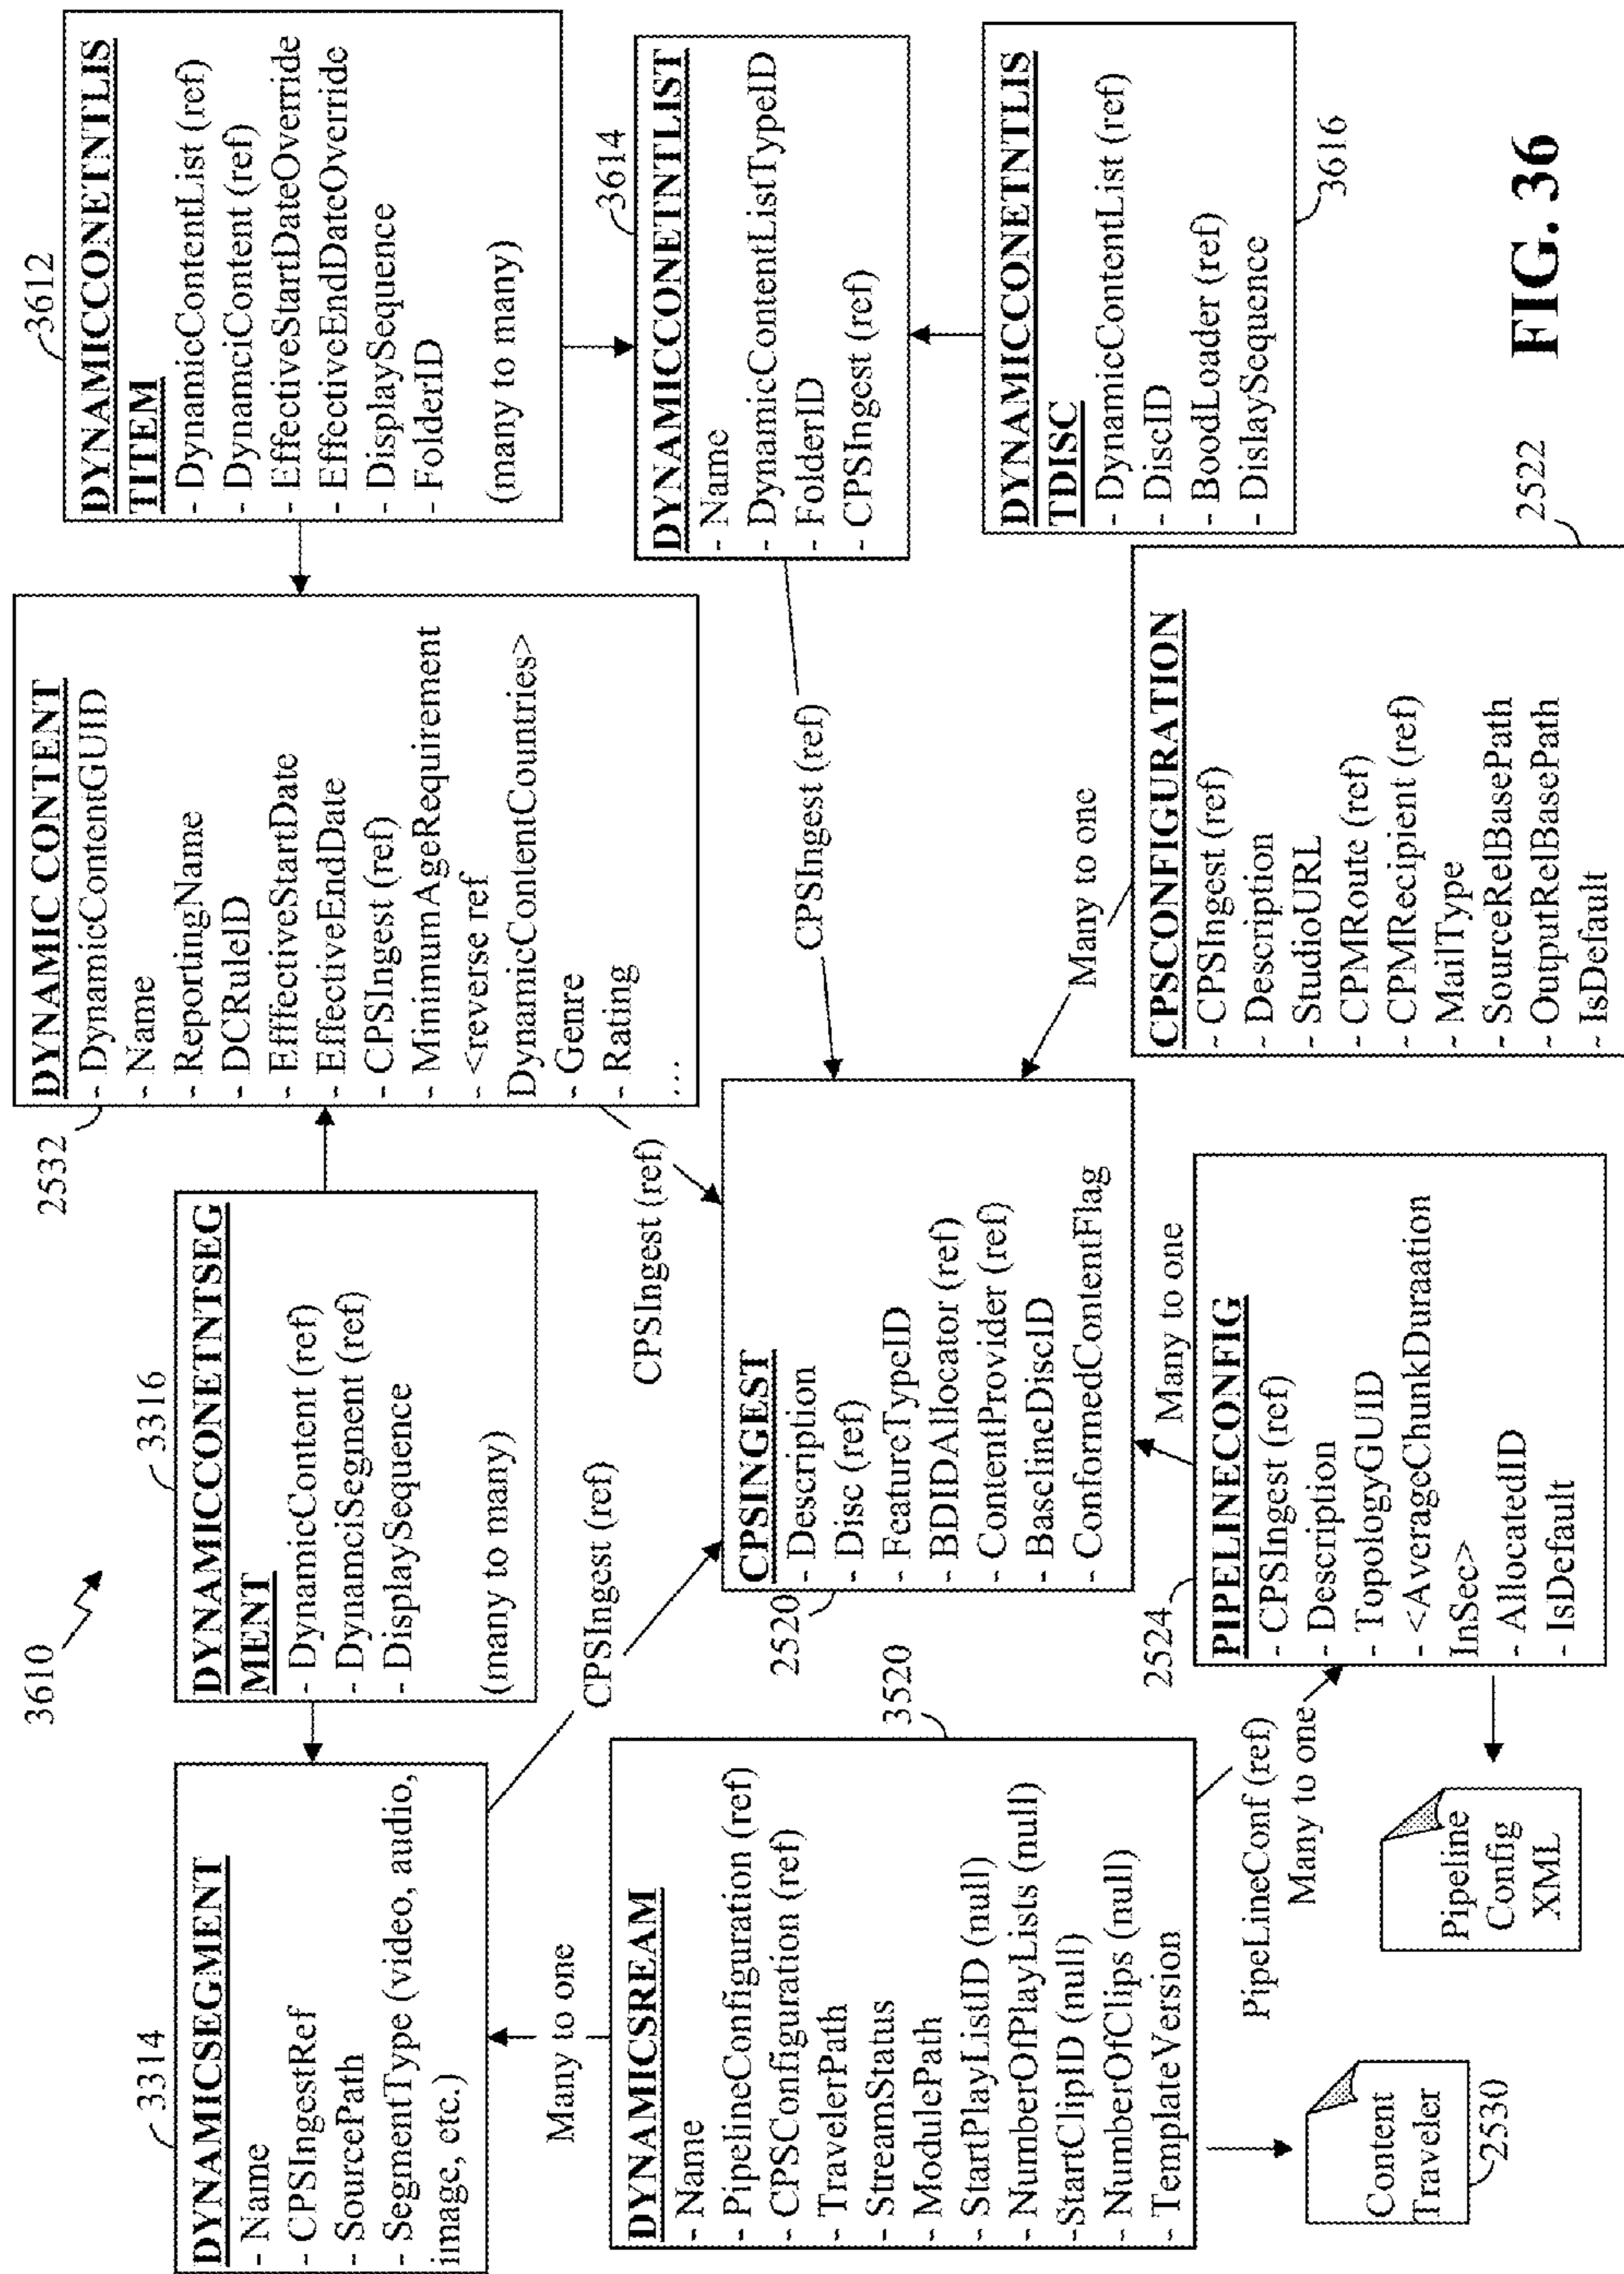 3610
3314
DYNAMICSEGMENT
- Name
- CPSIngestRef
- SourcePath
- SegmentType (video, audio,
image, etc.)
3316
DYNAMICCONETNTSEG
MENT
- DynamicContent (ref)
- DynamciSegment (ref)
- DisplaySequence
(many to many)
2532
DYNAMIC CONTENT
- DynamicContentGUID
- Name
- ReportingName
- DCRuleID
- EffectiveStartDate
- EffectiveEndDate
- CPSIngest (ref)
- MinimumAgeRequirement
- <reverse ref
DynamicContentCountries>
- Genre
- Rating
...
3612
DYNAMICCONETNTLIS
TITEM
- DynamicContentList (ref)
- DynamciContent (ref)
- EffectiveStartDateOverride
- EffectiveEndDateOverride
- DisplaySequence
- FolderID
(many to many)
Many to one
CPSIngest (ref)
CPSIngest (ref)
CPSIngest (ref)
3614
DYNAMICCONETNTLIST
- Name
- DynamicContentListTypeID
- FolderID
- CPSIngest (ref)
3520
DYNAMICSREAM
- Name
- PipelineConfiguration (ref)
- CPSConfiguration (ref)
- TravelerPath
- StreamStatus
- ModulePath
- StartPlayListID (null)
- NumberOfPlayLists (null)
-StartClipID (null)
- NumberOfClips (null)
- TemplateVersion
2520
CPSINGEST
- Description
- Disc (ref)
- FeatureTypeID
- BDIDAllocator (ref)
- ContentProvider (ref)
- BaselineDiscID
- ConformedContentFlag
Many to one
Many to one
DYNAMICCONETNTLIS
TDISC
- DynamicContentList (ref)
- DiscID
- BoodLoader (ref)
- DislaySequence
3616
PipeLineConf (ref)
Many to one
2524
PIPELINECONFIG
- CPSIngest (ref)
- Description
- TopologyGUID
- <AverageChunkDuraation
InSec>
- AllocatedID
- IsDefault
CPSCONFIGURATION
- CPSIngest (ref)
- Description
- StudioURL
- CPMRoute (ref)
- CPMRecipient (ref)
- MailType
- SourceRelBasePath
- OutputRelBasePath
- IsDefault
2522
Content
Traveler
2530
Pipeline
Config
XML
FIG. 36